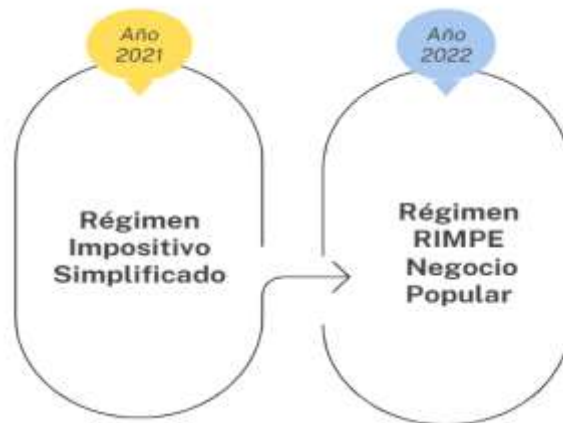 Año
2021
Régimen
Impositivo
Simplificado
Año
2022
Régimen
RIMPE
Negocio
Popular